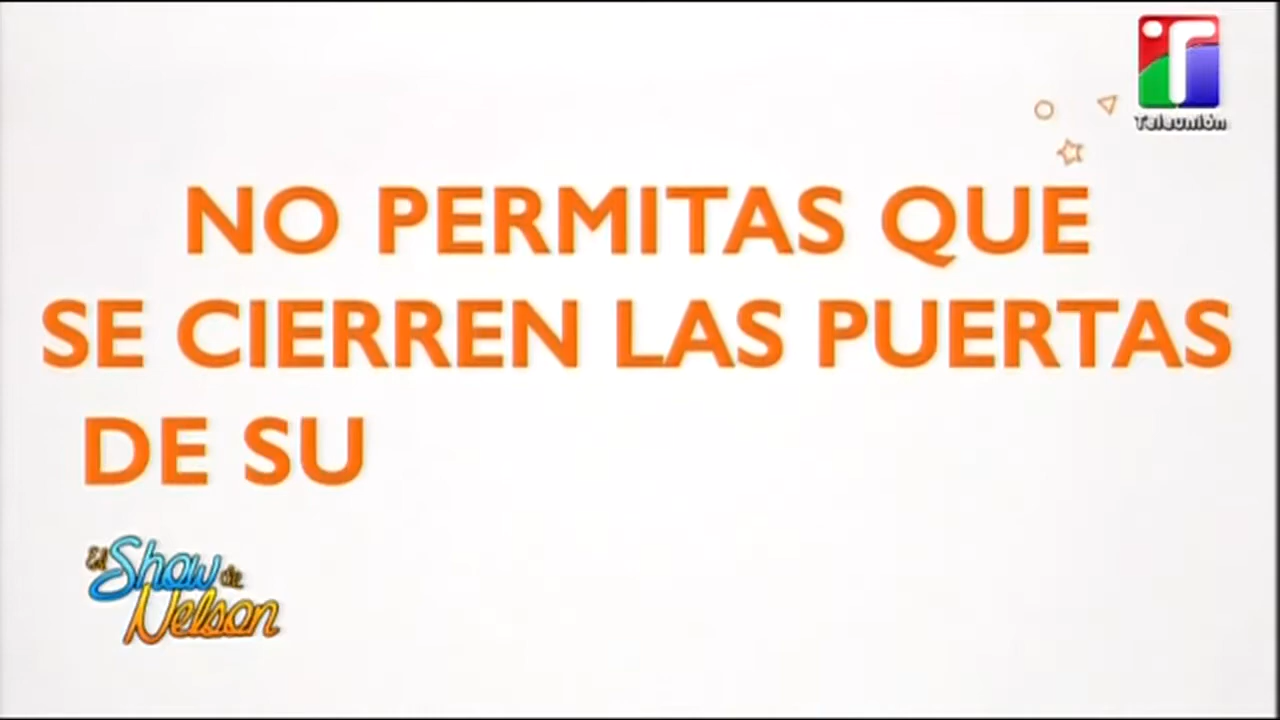 Teleunión
NO PERMITAS QUE
SE CIERREN LAS PUERTAS
DE SU
El Show de
Nelson